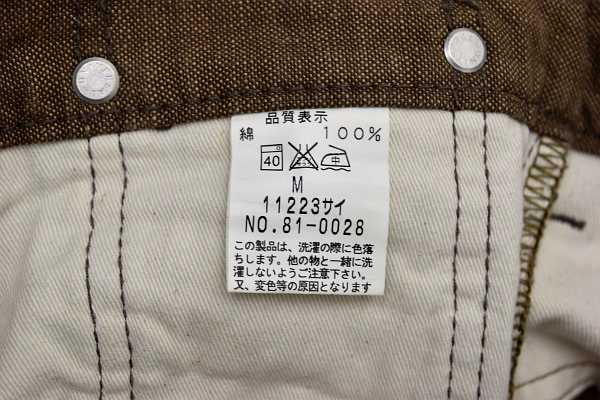 品質表示
綿 100%
40 中
M
11223サイ
NO.81-0028
この製品は、洗濯の際に色落
ちします。他の物と一緒に洗
濯しないようご注意下さい。
又、変色等の原因となります